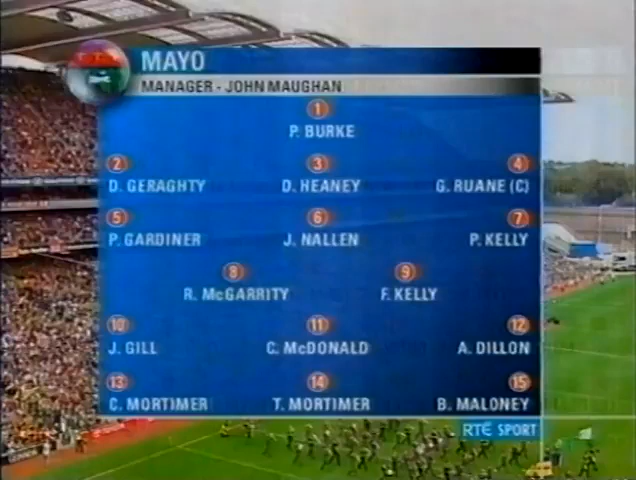 MAYO
MANAGER - JOHN MAUGHAN
1
P. BURKE
2 3 4
D. GERAGHTY D. HEANEY G. RUANE (C)
5 6 7
P. GARDINER J. NALLEN P. KELLY
8 9
R. McGARRITY F. KELLY
10 11 12
J. GILL C. McDONALD A. DILLON
13 14 15
C. MORTIMER T. MORTIMER B. MALONEY
RTÉ SPORT